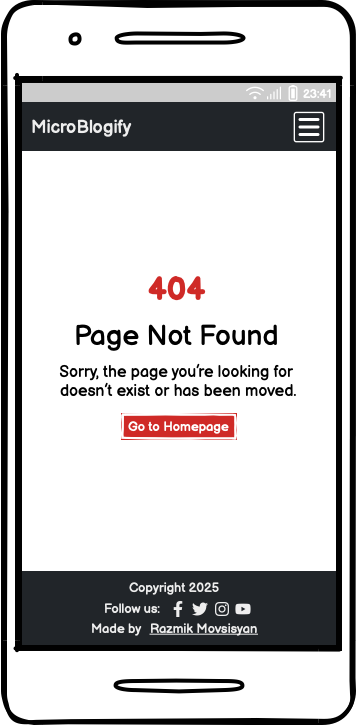 23:41
MicroBlogify
404
Page Not Found
Sorry, the page you're looking for
doesn't exist or has been moved.
Go to Homepage
Copyright 2025
Follow us:
Made by Razmik Movsisyan